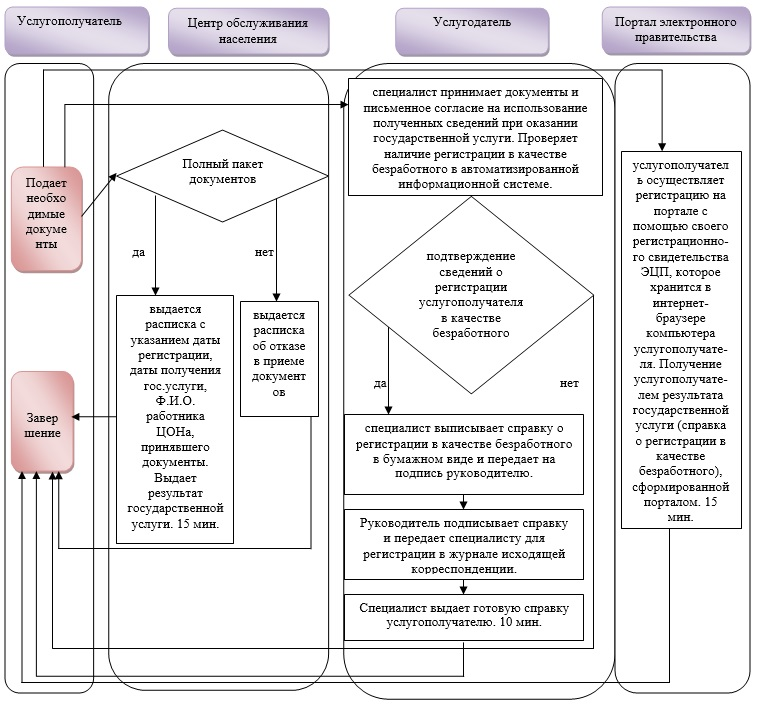 Услугополучатель
Центр обслуживания
населения
Услугодатель
Портал электронного
правительства
Подает
необхо
димые
докуме
нты
Завер
шение
Полный пакет
документов
да
нет
выдается
расписка с
указанием даты
регистрации,
даты получения
гос.услуги,
Ф.И.О.
работника
ЦОНа,
принявшего
документы.
Выдает
результат
государственной
услуги. 15 мин.
выдается
расписка
об отказе
в приеме
документ
ов
специалист принимает документы и
письменное согласие на использование
полученных сведений при оказании
государственной услуги. Проверяет
наличие регистрации в качестве
безработного в автоматизированной
информационной системе.
подтверждение
сведений о
регистрации
услугополучателя
в качестве
безработного
да
нет
специалист выписывает справку о
регистрации в качестве безработного
в бумажном виде и передает на
подпись руководителю.
Руководитель подписывает справку
и передает специалисту для
регистрации в журнале исходящей
корреспонденции.
Специалист выдает готовую справку
услугополучателю. 10 мин.
услугополучател
ь осуществляет
регистрацию на
портале с
помощью своего
регистрационно-
го свидетельства
ЭЦП, которое
хранится в
интернет-
браузере
компьютера
услугополучате-
ля. Получение
услугополучате-
лем результата
государственной
услуги (справка
о регистрации в
качестве
безработного),
сформированной
порталом. 15
мин.